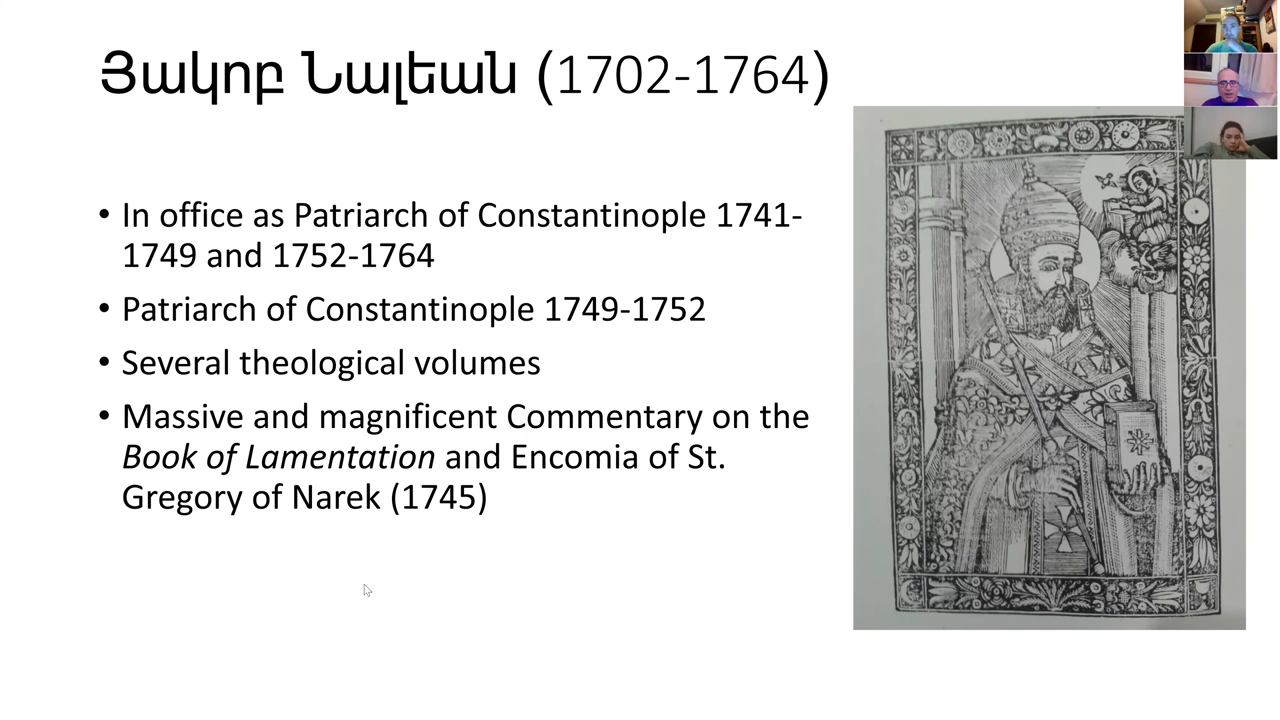 Յակոբ Նալեան (1702-1764)
• In office as Patriarch of Constantinople 1741-
1749 and 1752-1764
• Patriarch of Constantinople 1749-1752
• Several theological volumes
• Massive and magnificent Commentary on the
Book of Lamentation and Encomia of St.
Gregory of Narek (1745)